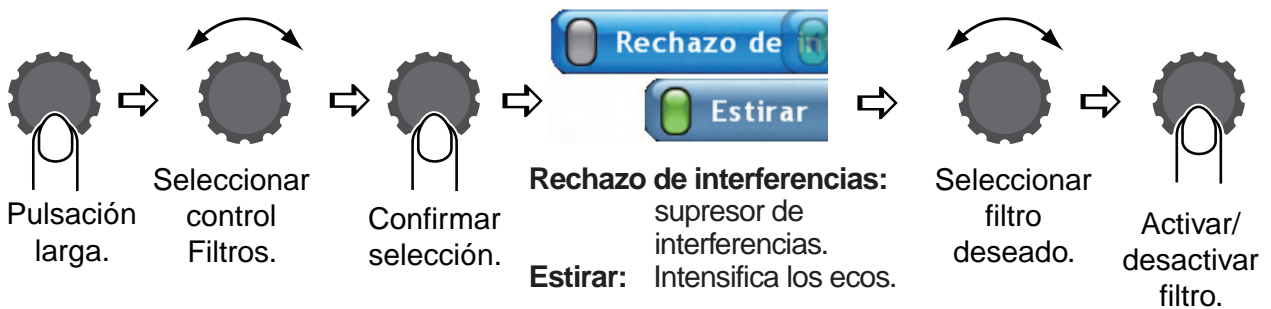 Rechazo de int
Estirar
Pulsación
larga.
Seleccionar
control
Filtros.
Confirmar
selección.
Rechazo de interferencias:
supresor de
interferencias.
Estirar: Intensifica los ecos.
Seleccionar
filtro
deseado.
Activar/
desactivar
filtro.